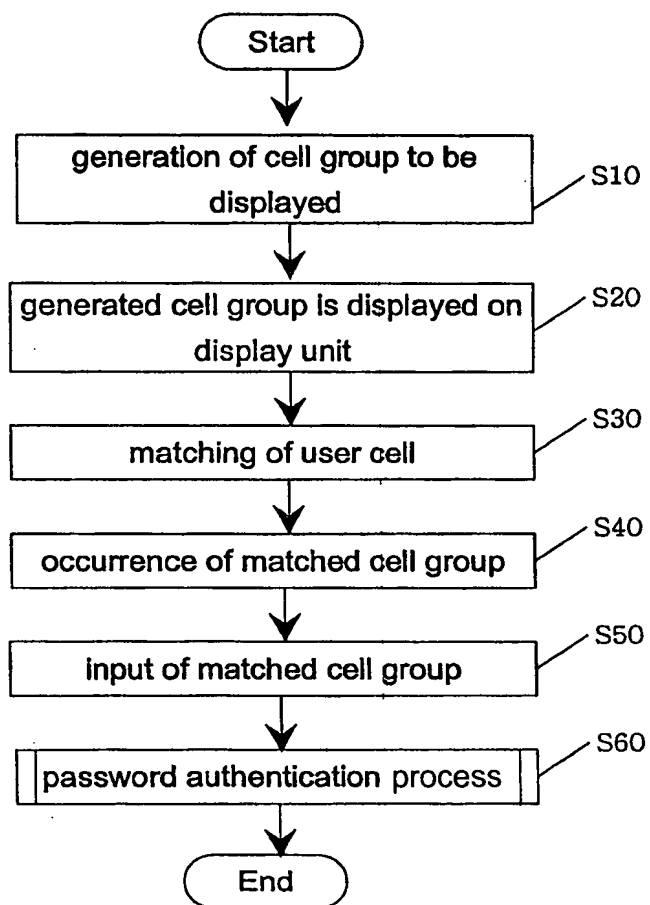 Start
generation of cell group to be
displayed
S10
generated cell group is displayed on
display unit
S20
matching of user cell
S30
occurrence of matched cell group
S40
input of matched cell group
S50
password authentication process
S60
End